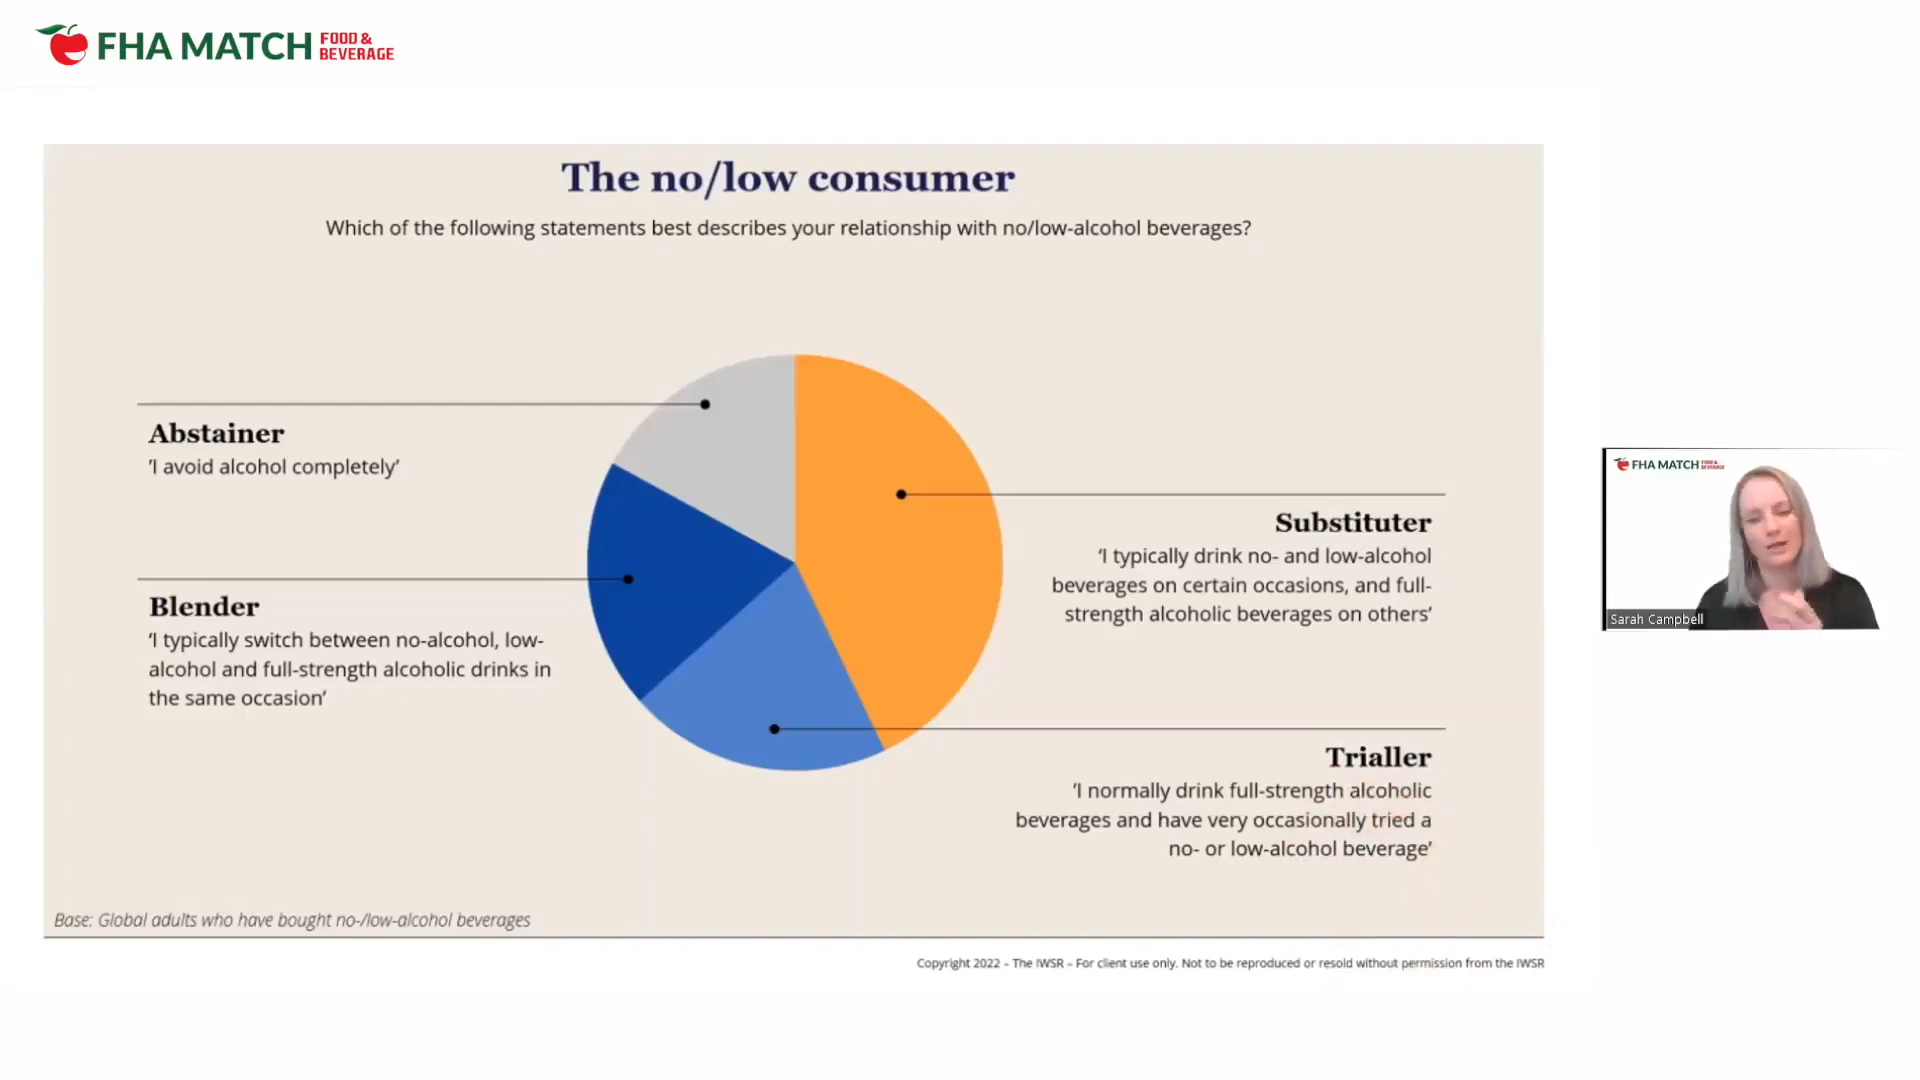 FHA MATCH FOOD &
BEVERAGE
The no/low consumer
Which of the following statements best describes your relationship with no/low-alcohol beverages?
Abstainer
‘I avoid alcohol completely’
Blender
‘I typically switch between no-alcohol, low-
alcohol and full-strength alcoholic drinks in
the same occasion’
Substituter
‘I typically drink no- and low-alcohol
beverages on certain occasions, and full-
strength alcoholic beverages on others’
Trialler
‘I normally drink full-strength alcoholic
beverages and have very occasionally tried a
no- or low-alcohol beverage’
Base: Global adults who have bought no-/low-alcohol beverages
Copyright 2022 – The IWSR – For client use only. Not to be reproduced or resold without permission from the IWSR
FHA MATCH FOOD &
BEVERAGE
Sarah Campbell